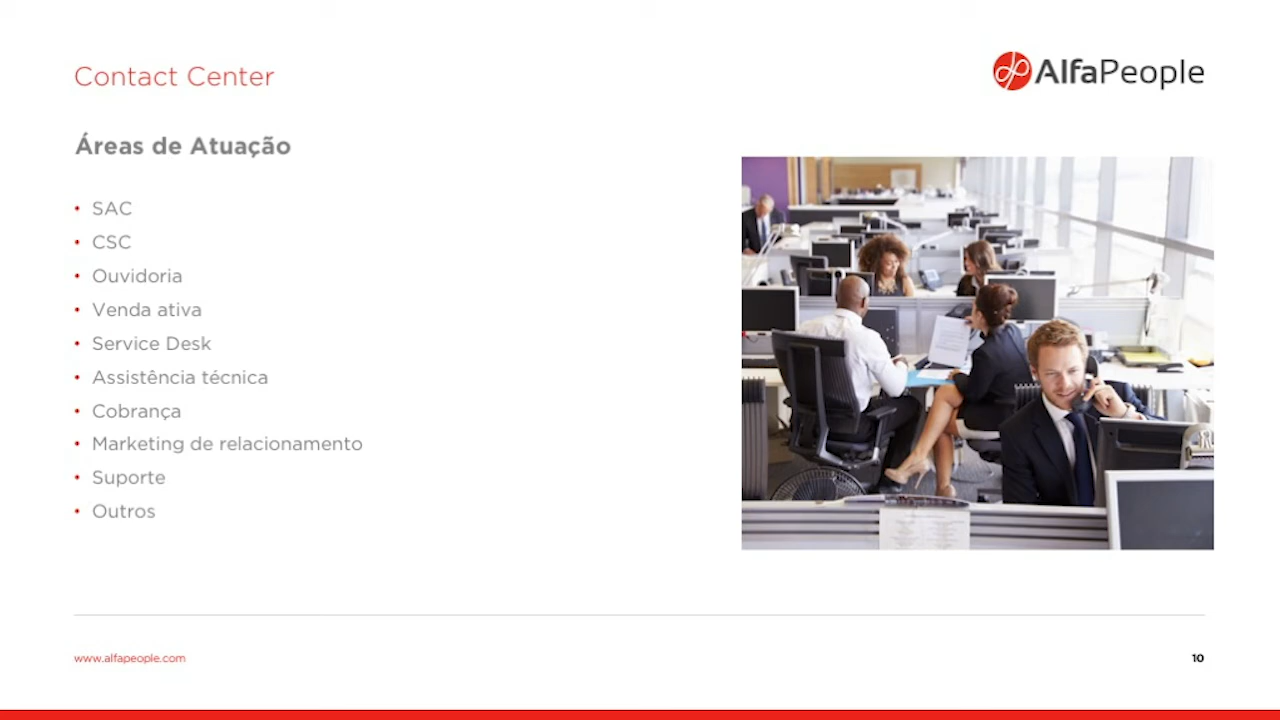 Contact Center
AlfaPeople
Áreas de Atuação
• SAC
• CSC
• Ouvidoria
• Venda ativa
• Service Desk
• Assistência técnica
• Cobrança
• Marketing de relacionamento
• Suporte
• Outros
www.alfapeople.com
10